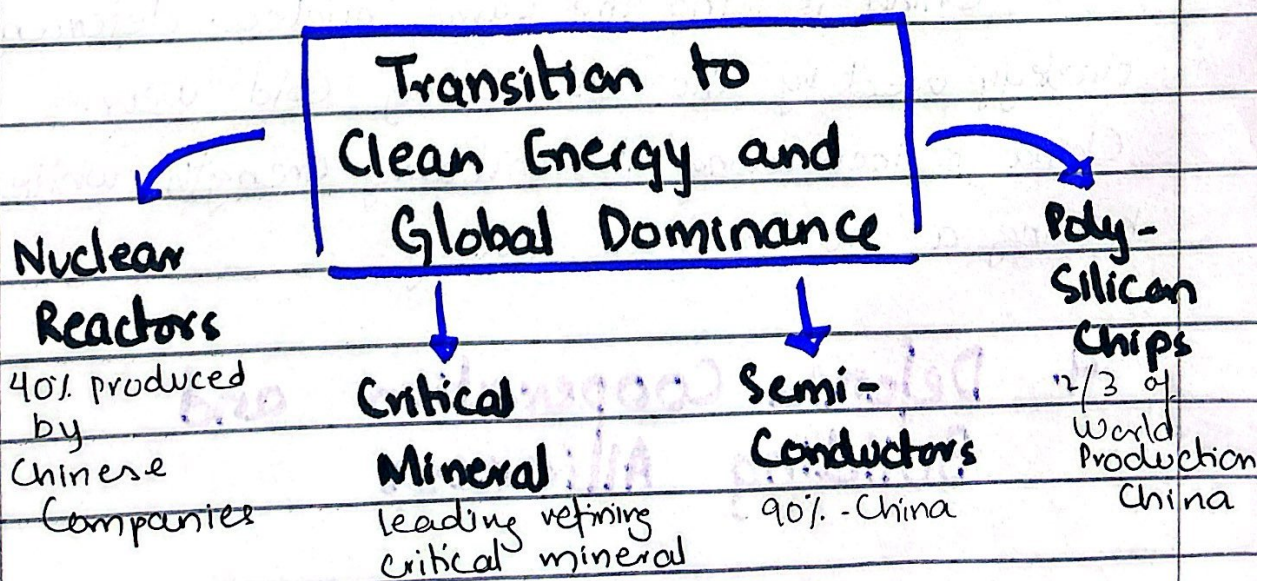 Transition to
Clean Energy and
Global Dominance
Nuclear
Reactors
40% produced
by
Chinese
Companies
Critical
Mineral
leading refining
critical mineral
Semi-
Conductors
90% - China
Poly-
Silicon
Chips
2/3 of
World
Production
China